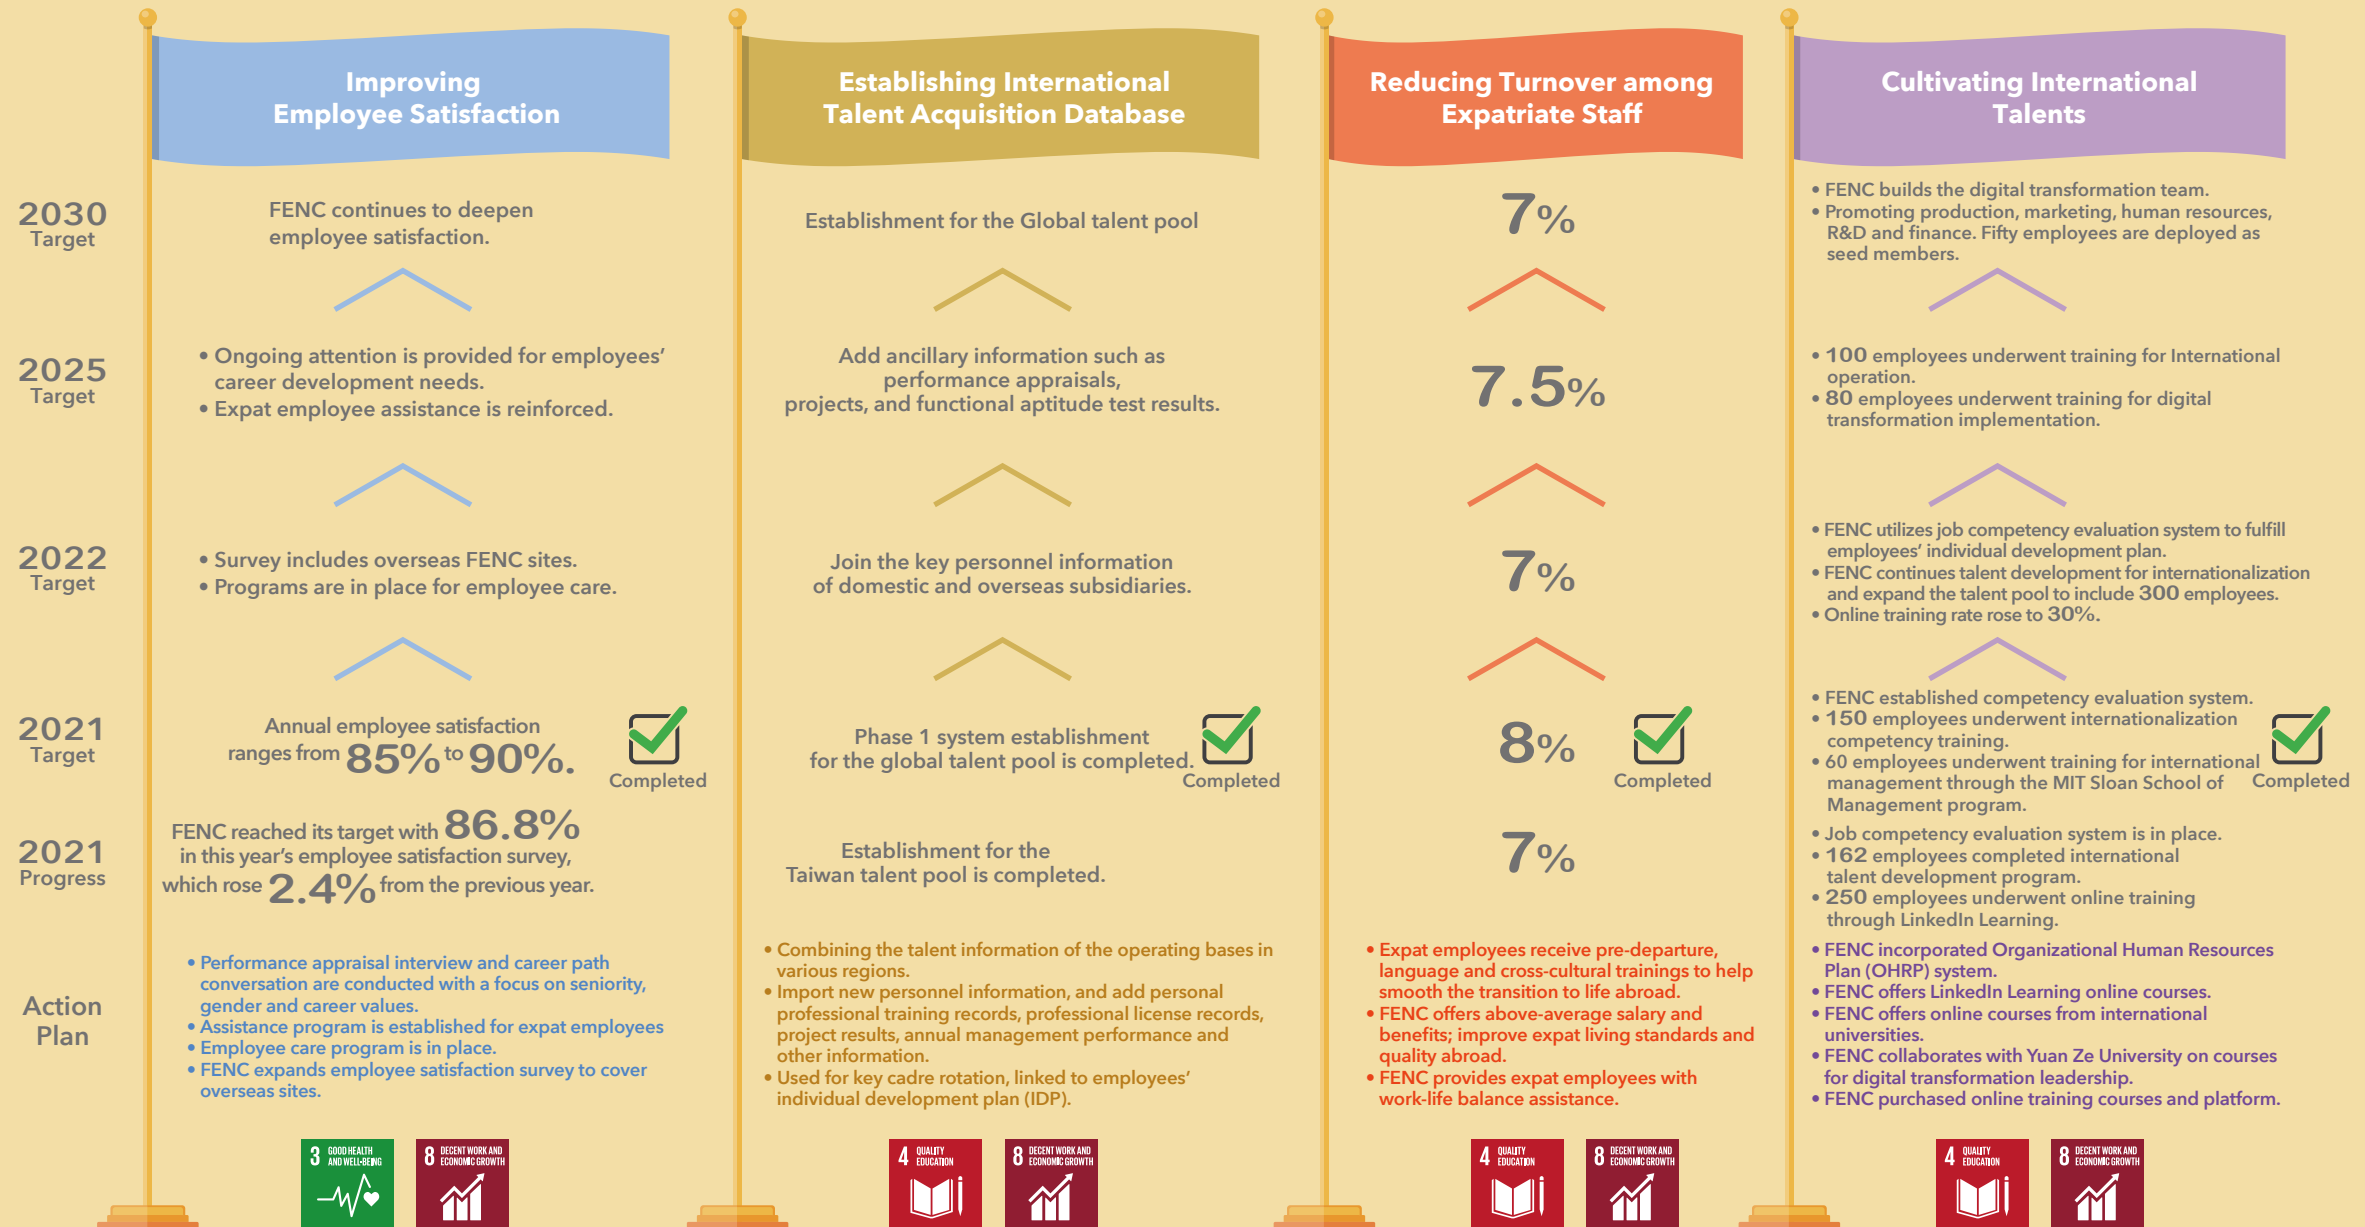 Improving
Employee Satisfaction
Establishing International
Talent Acquisition Database
Reducing Turnover among
Expatriate Staff
Cultivating International
Talents
2030
Target
FENC continues to deepen
employee satisfaction.
Establishment for the Global talent pool
7%
• FENC builds the digital transformation team.
• Promoting production, marketing, human resources,
R&D and finance. Fifty employees are deployed as
seed members.
2025
Target
• Ongoing attention is provided for employees’
career development needs.
• Expat employee assistance is reinforced.
Add ancillary information such as
performance appraisals,
projects, and functional aptitude test results.
7.5%
• 100 employees underwent training for International
operation.
• 80 employees underwent training for digital
transformation implementation.
2022
Target
• Survey includes overseas FENC sites.
• Programs are in place for employee care.
Join the key personnel information
of domestic and overseas subsidiaries.
7%
• FENC utilizes job competency evaluation system to fulfill
employees’ individual development plan.
• FENC continues talent development for internationalization
and expand the talent pool to include 300 employees.
• Online training rate rose to 30%.
2021
Target
Annual employee satisfaction
ranges from 85% to 90%.
Completed
Phase 1 system establishment
for the global talent pool is completed.
Completed
8%
Completed
• FENC established competency evaluation system.
• 150 employees underwent internationalization
competency training.
• 60 employees underwent training for international
management through the MIT Sloan School of
Management program.
Completed
2021
Progress
FENC reached its target with 86.8%
in this year’s employee satisfaction survey,
which rose 2.4% from the previous year.
Establishment for the
Taiwan talent pool is completed.
7%
• Job competency evaluation system is in place.
• 162 employees completed international
talent development program.
• 250 employees underwent online training
through LinkedIn Learning.
Action
Plan
• Performance appraisal interview and career path
conversation are conducted with a focus on seniority,
gender and career values.
• Assistance program is established for expat employees
• Employee care program is in place.
• FENC expands employee satisfaction survey to cover
overseas sites.
• Combining the talent information of the operating bases in
various regions.
• Import new personnel information, and add personal
professional training records, professional license records,
project results, annual management performance and
other information.
• Used for key cadre rotation, linked to employees’
individual development plan (IDP).
• Expat employees receive pre-departure,
language and cross-cultural trainings to help
smooth the transition to life abroad.
• FENC offers above-average salary and
benefits; improve expat living standards and
quality abroad.
• FENC provides expat employees with
work-life balance assistance.
• FENC incorporated Organizational Human Resources
Plan (OHRP) system.
• FENC offers LinkedIn Learning online courses.
• FENC offers online courses from international
universities.
• FENC collaborates with Yuan Ze University on courses
for digital transformation leadership.
• FENC purchased online training courses and platform.
3 GOOD HEALTH
AND WELL-BEING
8 DECENT WORK AND
ECONOMIC GROWTH
4 QUALITY
EDUCATION
8 DECENT WORK AND
ECONOMIC GROWTH
4 QUALITY
EDUCATION
8 DECENT WORK AND
ECONOMIC GROWTH
4 QUALITY
EDUCATION
8 DECENT WORK AND
ECONOMIC GROWTH